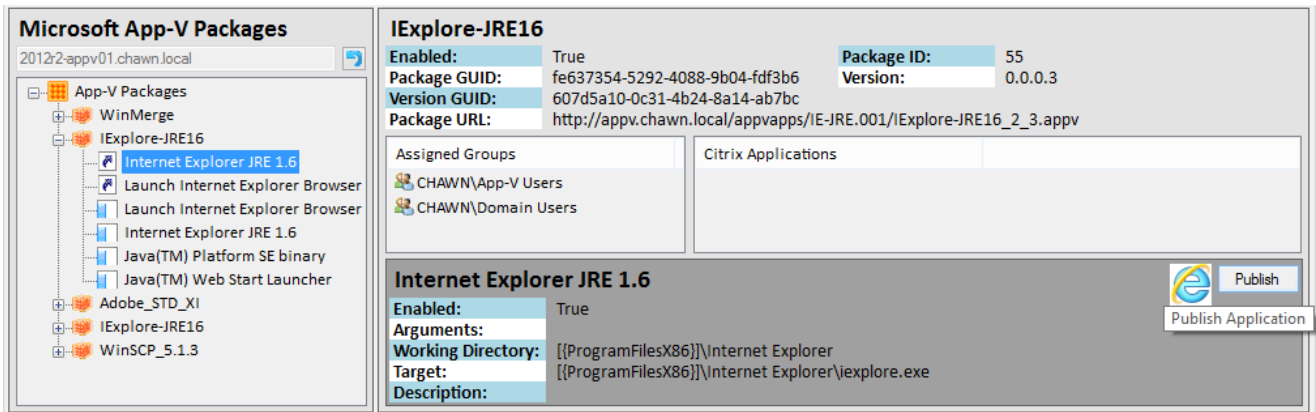 Microsoft App-V Packages
2012r2-appv01.chawn.local
App-V Packages
WinMerge
IExplore-JRE16
Internet Explorer JRE 1.6
Launch Internet Explorer Browser
Launch Internet Explorer Browser
Internet Explorer JRE 1.6
Java(TM) Platform SE binary
Java(TM) Web Start Launcher
Adobe_STD_XI
IExplore-JRE16
WinSCP_5.1.3
IExplore-JRE16
Enabled: True Package ID: 55
Package GUID: fe637354-5292-4088-9b04-fdf3b6 Version: 0.0.0.3
Version GUID: 607d5a10-0c31-4b24-8a14-ab7bc
Package URL: http://appv.chawn.local/appvapps/IE-JRE.001/IExplore-JRE16_2_3.appv
Assigned Groups
CHAWN\App-V Users
CHAWN\Domain Users
Citrix Applications
Internet Explorer JRE 1.6
Publish
Publish Application
Enabled: True
Arguments:
Working Directory: [{ProgramFilesX86}]\Internet Explorer
Target: [{ProgramFilesX86}]\Internet Explorer\iexplore.exe
Description: